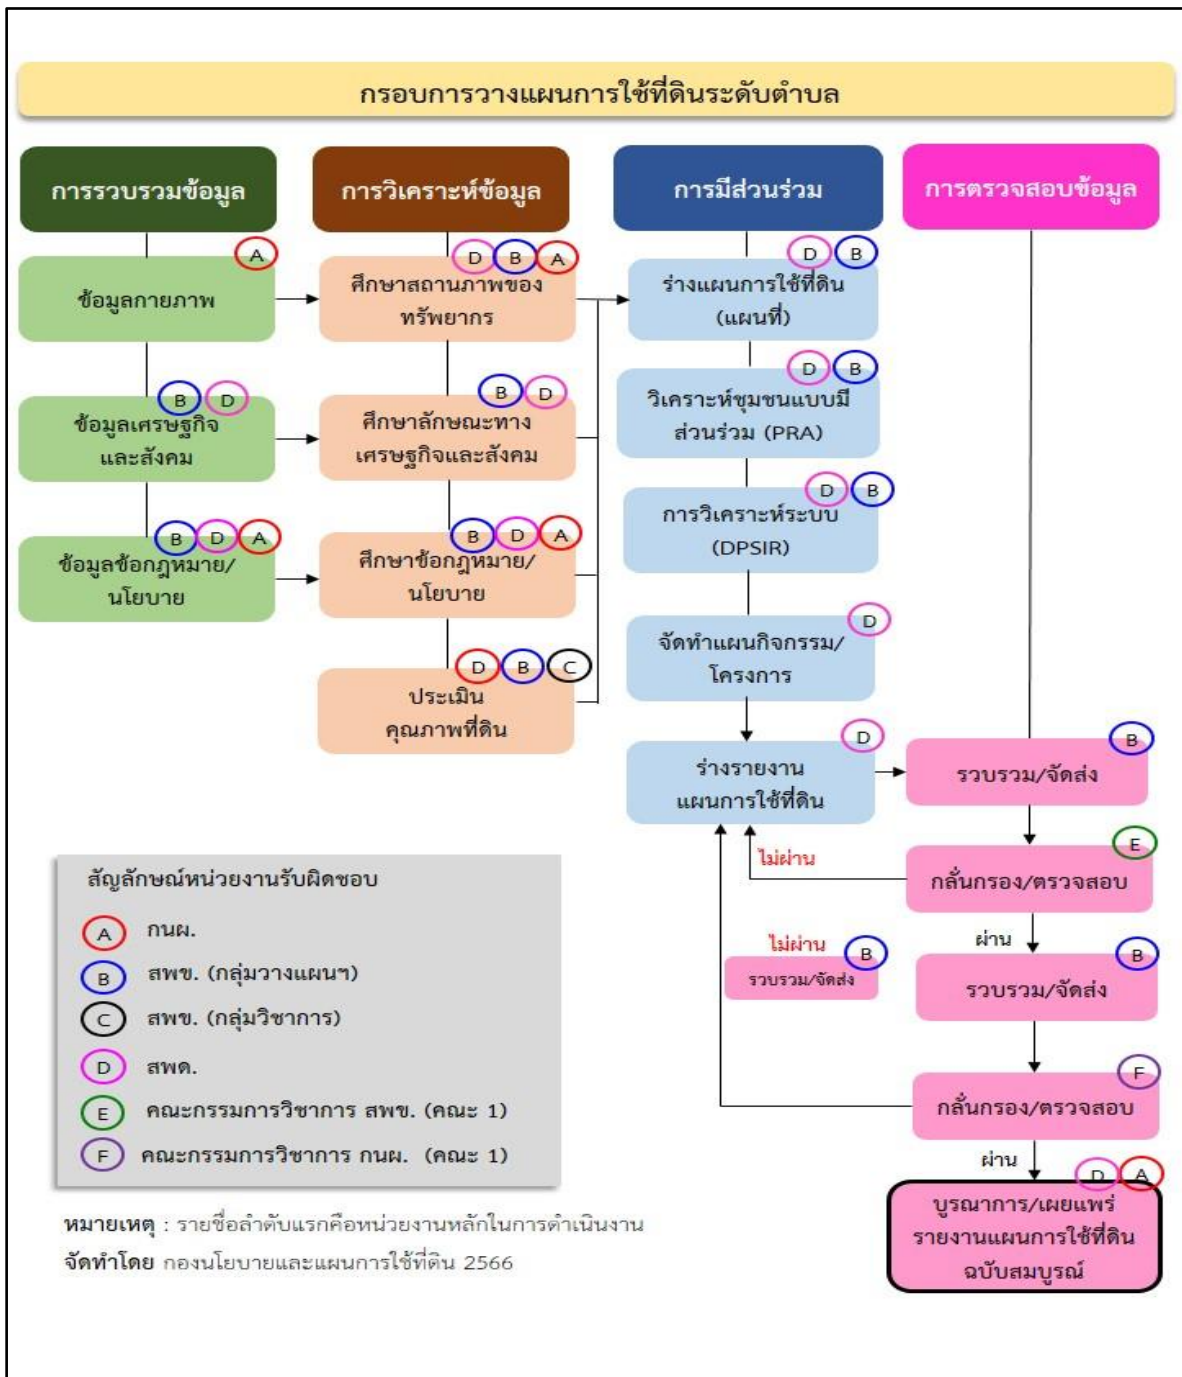 กรอบการวางแผนการใช้ที่ดินระดับตำบล
การรวบรวมข้อมูล
A
ข้อมูลกายภาพ
B D
ข้อมูลเศรษฐกิจ
และสังคม
B D A
ข้อมูลข้อกฎหมาย/
นโยบาย
การวิเคราะห์ข้อมูล
D B A
ศึกษาสถานภาพของ
ทรัพยากร
B D
ศึกษาลักษณะทาง
เศรษฐกิจและสังคม
B D A
ศึกษาข้อกฎหมาย/
นโยบาย
D B C
ประเมิน
คุณภาพที่ดิน
การมีส่วนร่วม
D B
ร่างแผนการใช้ที่ดิน
(แผนที่)
D B
วิเคราะห์ชุมชนแบบมี
ส่วนร่วม (PRA)
D B
การวิเคราะห์ระบบ
(DPSIR)
D
จัดทำแผนกิจกรรม/
โครงการ
D
ร่างรายงาน
แผนการใช้ที่ดิน
การตรวจสอบข้อมูล
B
รวบรวม/จัดส่ง
E
ไม่ผ่าน
กลั่นกรอง/ตรวจสอบ
ผ่าน
B
รวบรวม/จัดส่ง
ไม่ผ่าน
B
รวบรวม/จัดส่ง
F
กลั่นกรอง/ตรวจสอบ
ผ่าน
D A
บูรณาการ/เผยแพร่
รายงานแผนการใช้ที่ดิน
ฉบับสมบูรณ์
สัญลักษณ์หน่วยงานรับผิดชอบ
A กนผ.
B สพข. (กลุ่มวางแผนฯ)
C สพข. (กลุ่มวิชาการ)
D สพด.
E คณะกรรมการวิชาการ สพข. (คณะ 1)
F คณะกรรมการวิชาการ กนผ. (คณะ 1)
หมายเหตุ : รายชื่อลำดับแรกคือหน่วยงานหลักในการดำเนินงาน
จัดทำโดย กองนโยบายและแผนการใช้ที่ดิน 2566